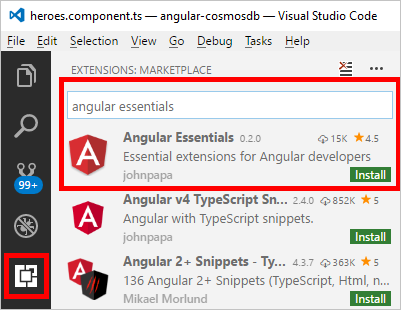 heroes.component.ts — angular-cosmosdb — Visual Studio Code
File Edit Selection View Go Debug Tasks Help
EXTENSIONS: MARKETPLACE
angular essentials
Angular Essentials 0.2.0 15K 4.5
Essential extensions for Angular developers
johnpapa Install
Angular v4 TypeScript Sn... 2.4.0 852K 5
Angular with TypeScript snippets.
johnpapa Install
Angular 2+ Snippets - Ty... 4.3.7 363K 5
136 Angular 2+ Snippets (TypeScript, Html, n...
Mikael Morlund Install
99+